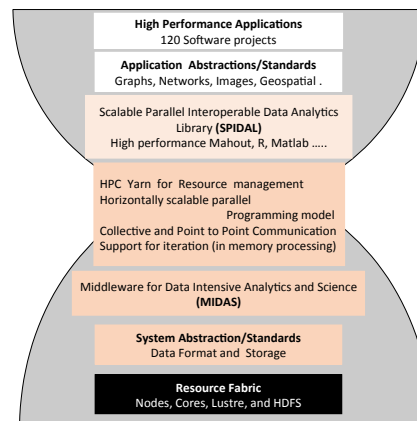 High Performance Applications
120 Software projects
Application Abstractions/Standards
Graphs, Networks, Images, Geospatial .
Scalable Parallel Interoperable Data Analytics
Library (SPIDAL)
High performance Mahout, R, Matlab .....
HPC Yarn for Resource management
Horizontally scalable parallel
Programming model
Collective and Point to Point Communication
Support for iteration (in memory processing)
Middleware for Data Intensive Analytics and Science
(MIDAS)
System Abstraction/Standards
Data Format and Storage
Resource Fabric
Nodes, Cores, Lustre, and HDFS